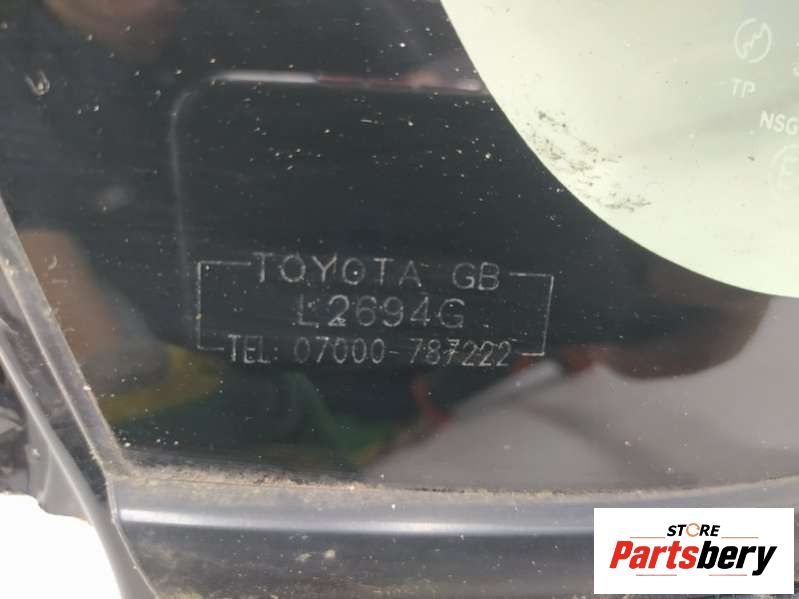 TP
NSG
TOYOTA GB
L2694G
TEL: 07000-787222
STORE
Partsbery